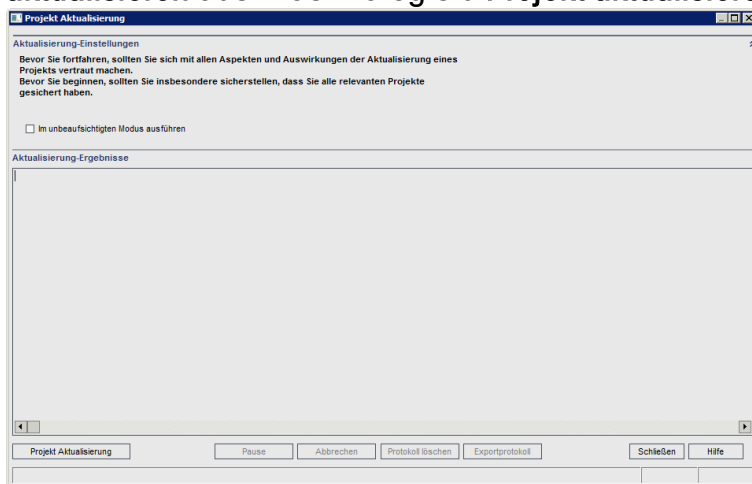 Projekt Aktualisierung
Aktualisierung-Einstellungen
Bevor Sie fortfahren, sollten Sie sich mit allen Aspekten und Auswirkungen der Aktualisierung eines
Projekts vertraut machen.
Bevor Sie beginnen, sollten Sie insbesondere sicherstellen, dass Sie alle relevanten Projekte
gesichert haben.
Im unbeaufsichtigten Modus ausführen
Aktualisierung-Ergebnisse
Projekt Aktualisierung Pause Abbrechen Protokoll löschen Exportprotokoll Schließen Hilfe